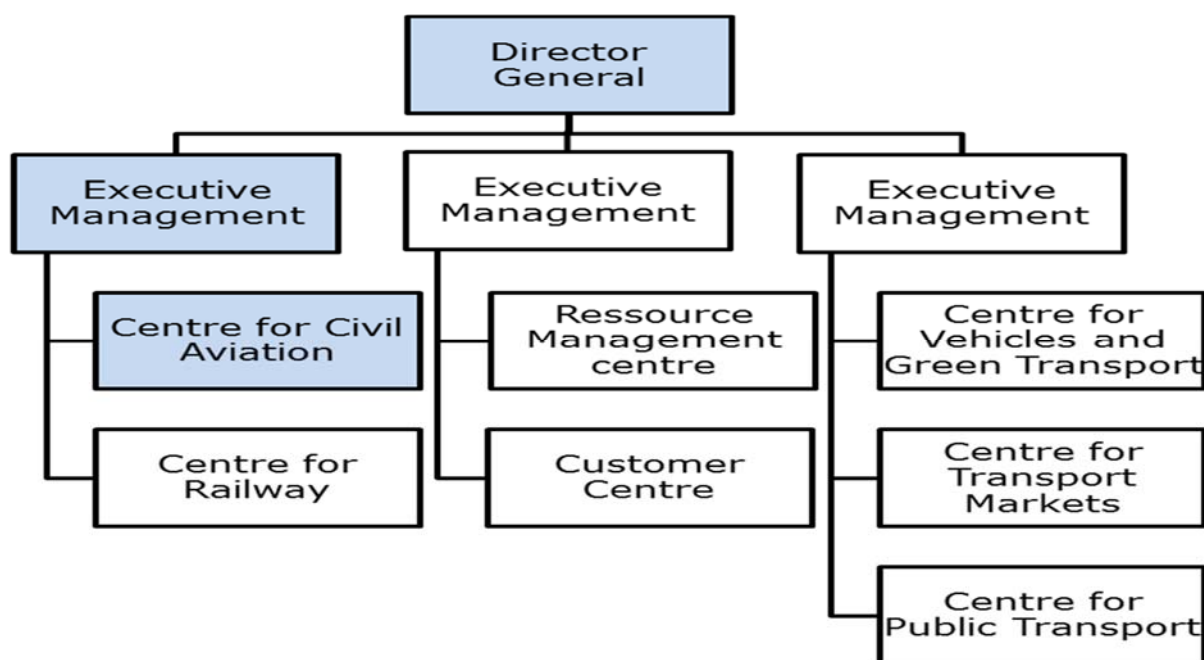 Director
General
Executive
Management
Executive
Management
Executive
Management
Centre for Civil
Aviation
Ressource
Management
centre
Centre for
Vehicles and
Green Transport
Centre for
Railway
Customer
Centre
Centre for
Transport
Markets
Centre for
Public Transport